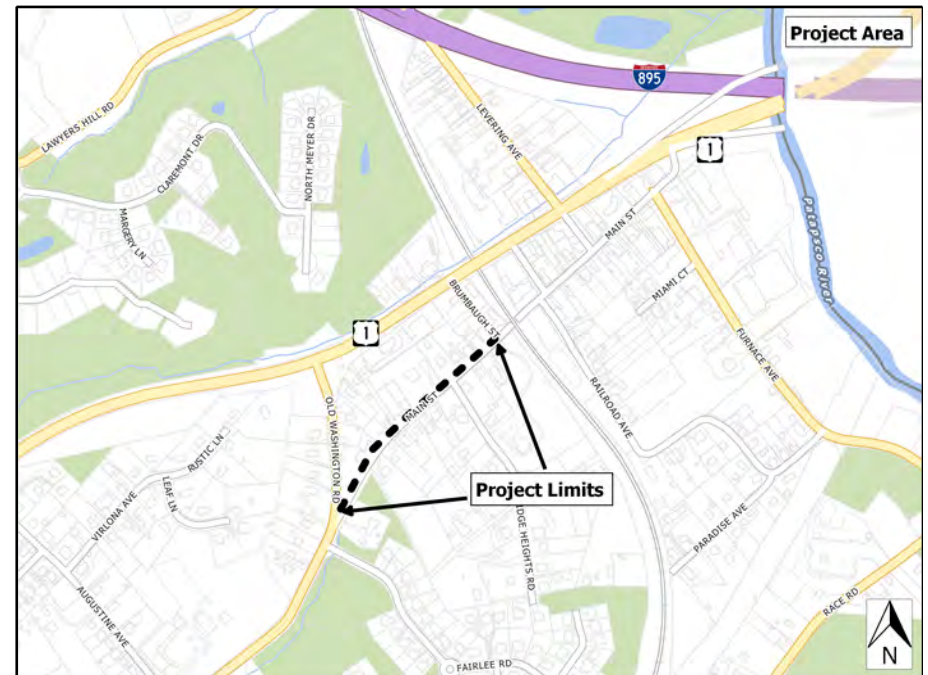 Project Area
895
LAWYERS HILL RD
LEVERING AVE
CLAREMONT DR
NORTH MEYER DR
1
MARGERY LN
MAIN ST
Patapsco River
MIAMI CT
BRUMBAUGH ST
1
FURNACE AVE
RAILROAD AVE
OLD WASHINGTON RD
MAIN ST
RUSTIC LN
LEAF LN
VIRLONA AVE
Project Limits
IDGE HEIGHTS RD
PARADISE AVE
AUGUSTINE AVE
RACE RD
FAIRLEE RD
N